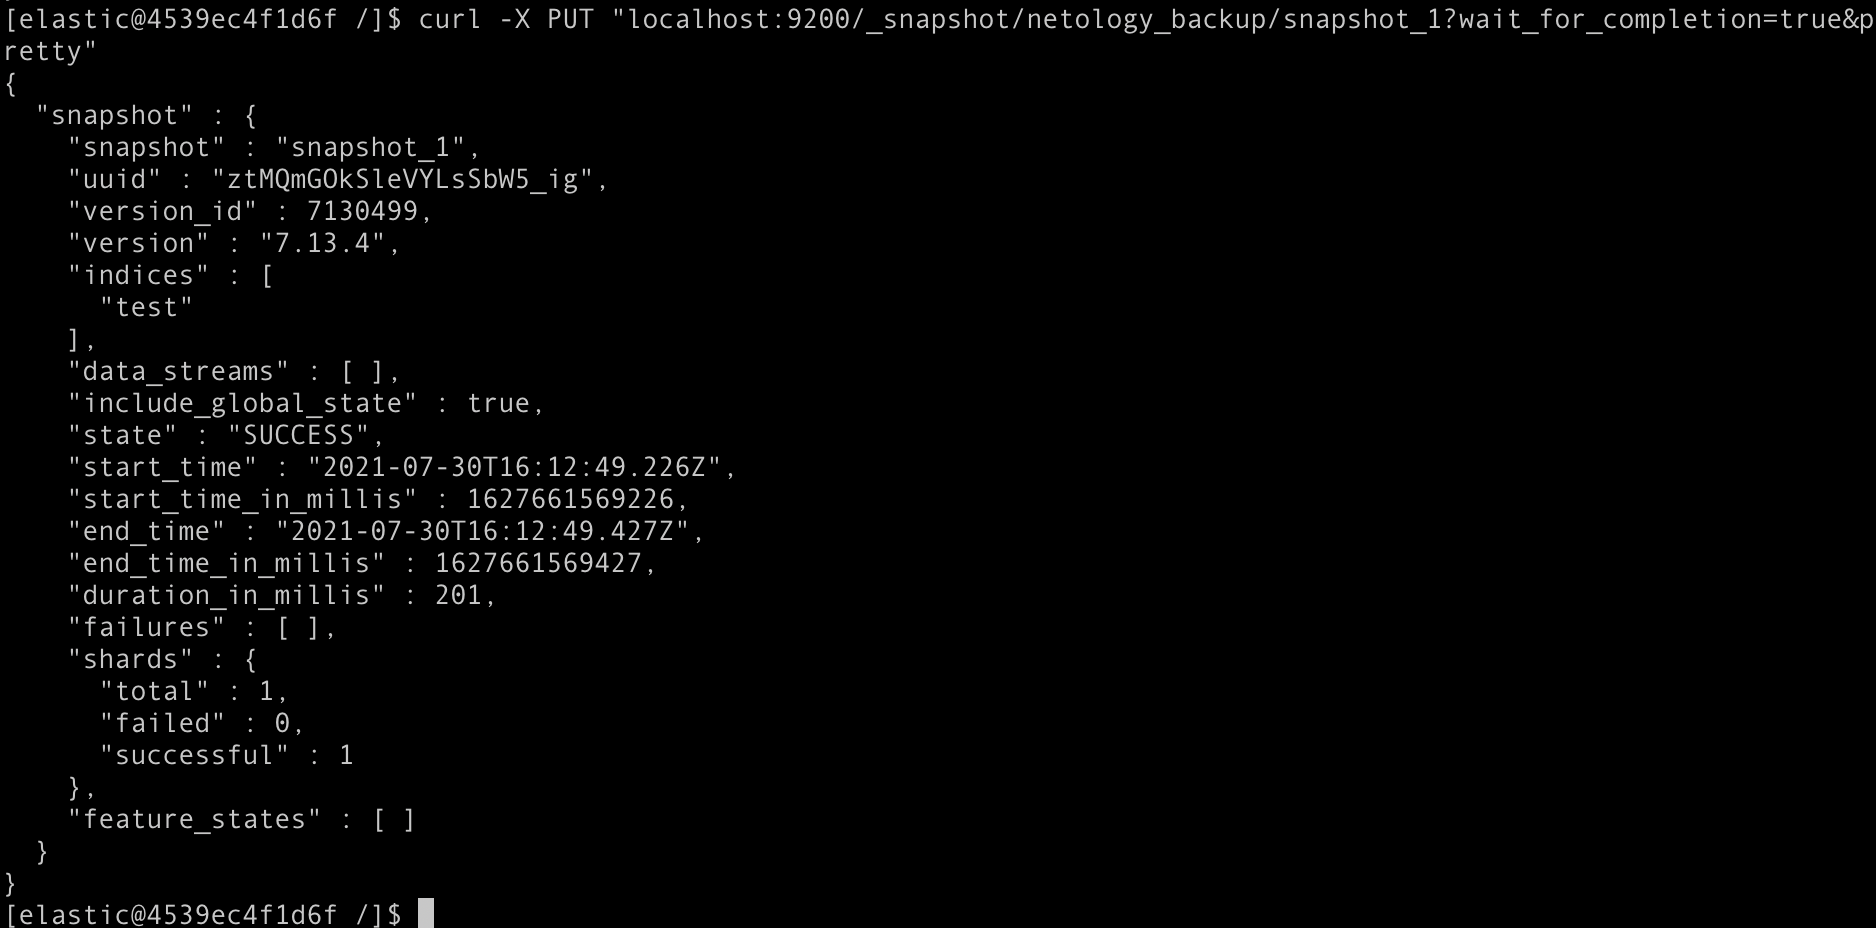 [elastic@4539ec4f1d6f /]$ curl -X PUT "localhost:9200/_snapshot/netology_backup/snapshot_1?wait_for_completion=true&p
retty"
{
  "snapshot" : {
    "snapshot" : "snapshot_1",
    "uuid" : "ztMQmGOkSleVYLsSbW5_ig",
    "version_id" : 7130499,
    "version" : "7.13.4",
    "indices" : [
      "test"
    ],
    "data_streams" : [ ],
    "include_global_state" : true,
    "state" : "SUCCESS",
    "start_time" : "2021-07-30T16:12:49.226Z",
    "start_time_in_millis" : 1627661569226,
    "end_time" : "2021-07-30T16:12:49.427Z",
    "end_time_in_millis" : 1627661569427,
    "duration_in_millis" : 201,
    "failures" : [ ],
    "shards" : {
      "total" : 1,
      "failed" : 0,
      "successful" : 1
    },
    "feature_states" : [ ]
  }
}
[elastic@4539ec4f1d6f /]$